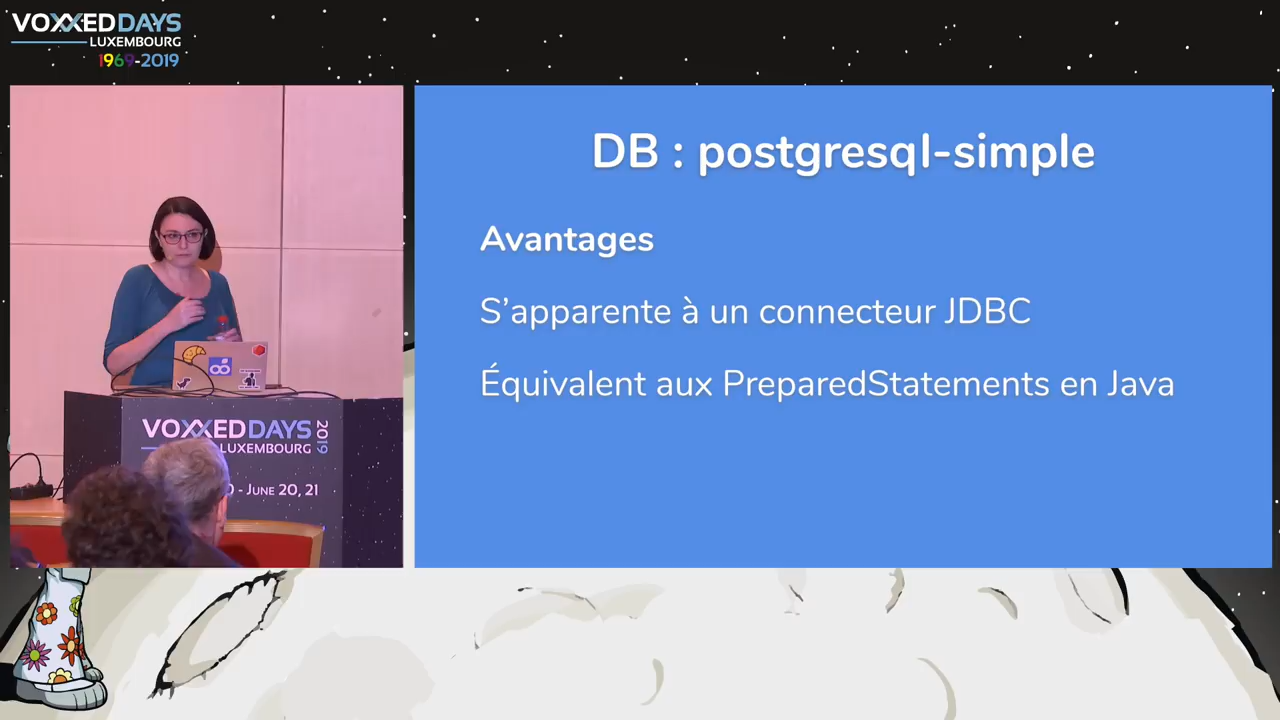 VOXXED DAYS
LUXEMBOURG
1969-2019
DB : postgresql-simple
Avantages
S’apparente à un connecteur JDBC
Équivalent aux PreparedStatements en Java
VOXXED DAYS 2019
LUXEMBOURG
- JUNE 20, 21